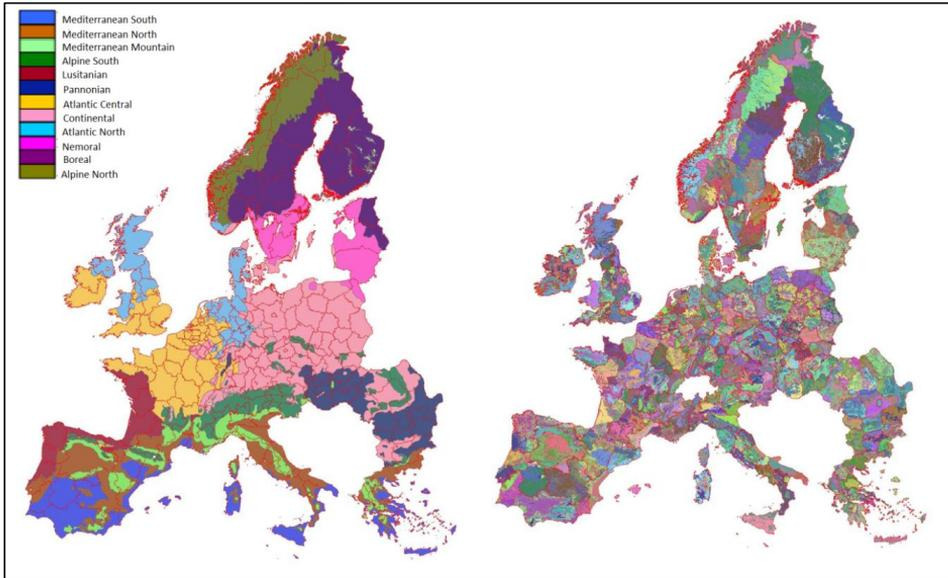 Mediterranean South
Mediterranean North
Mediterranean Mountain
Alpine South
Lusitanian
Pannonian
Atlantic Central
Continental
Atlantic North
Nemoral
Boreal
Alpine North